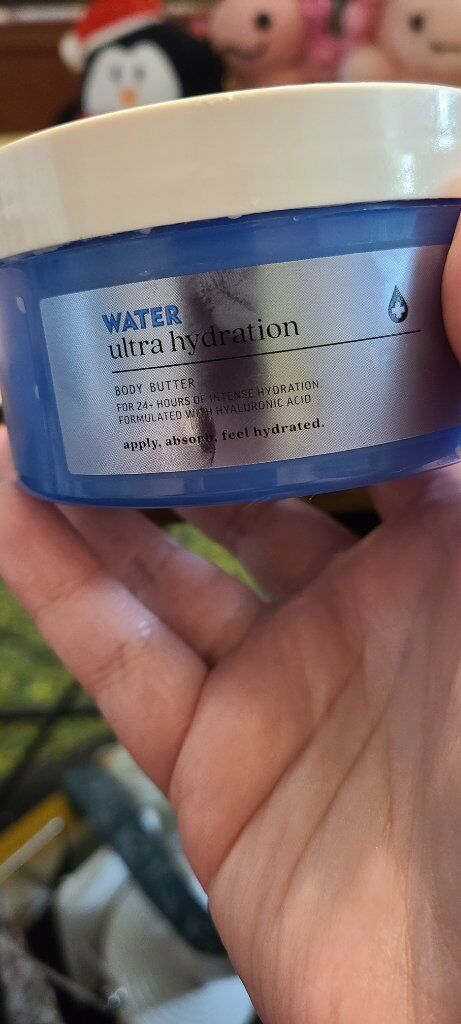 WATER
ultra hydration
BODY BUTTER
FOR 24+ HOURS OF INTENSE HYDRATION
FORMULATED WITH HYALURONIC ACID
apply, absorb, feel hydrated.